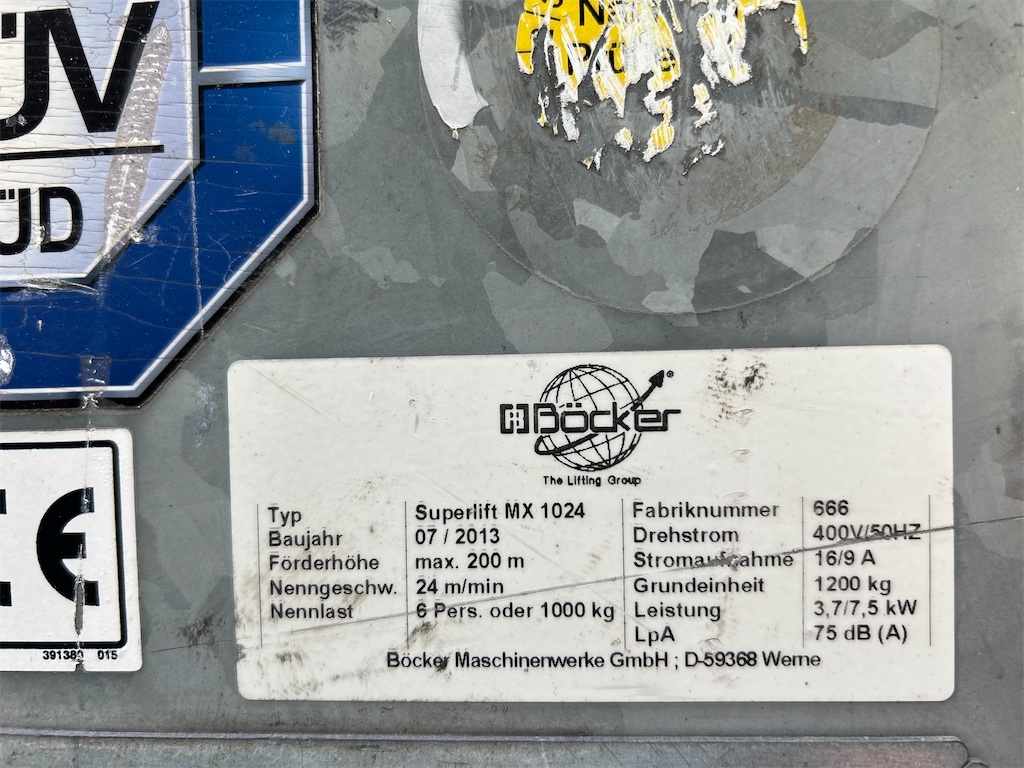 ÜV
ÜD
CE
391380 015
Böcker®
The Lifting Group
Typ Superlift MX 1024 Fabriknummer 666
Baujahr 07 / 2013 Drehstrom 400V/50HZ
Förderhöhe max. 200 m Stromaufnahme 16/9 A
Nenngeschw. 24 m/min Grundeinheit 1200 kg
Nennlast 6 Pers. oder 1000 kg Leistung 3,7/7,5 kW
LpA 75 dB (A)
Böcker Maschinenwerke GmbH ; D-59368 Werne